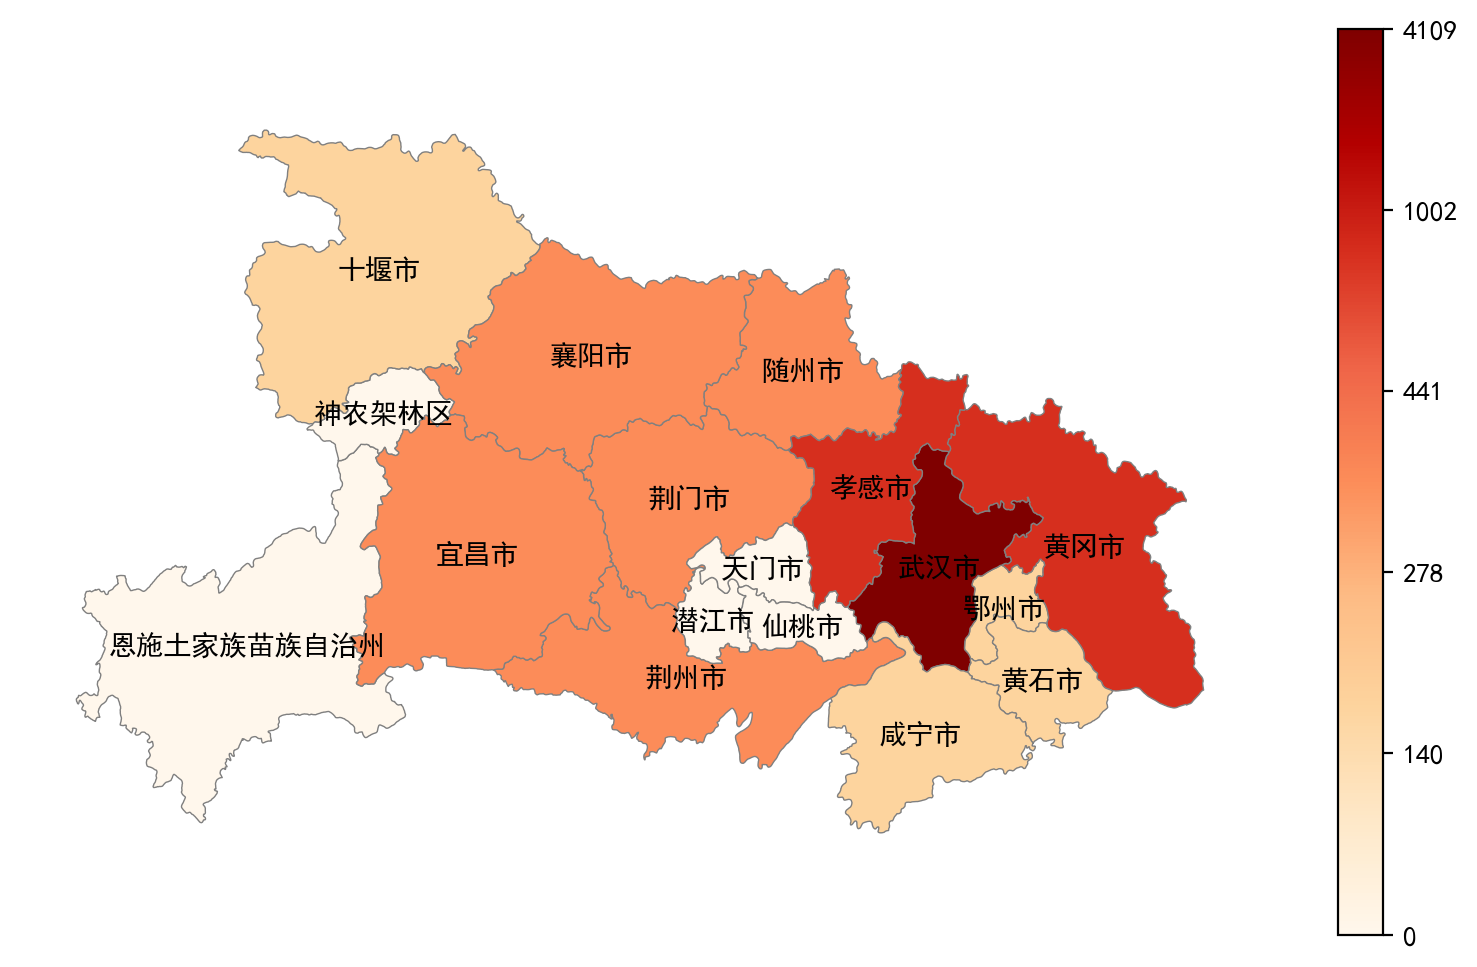 4109
1002
十堰市
襄阳市
随州市
441
神农架林区
孝感市
荆门市
黄冈市
宜昌市
天门市
武汉市
278
鄂州市
潜江市
仙桃市
恩施土家族苗族自治州
荆州市
黄石市
咸宁市
140
0